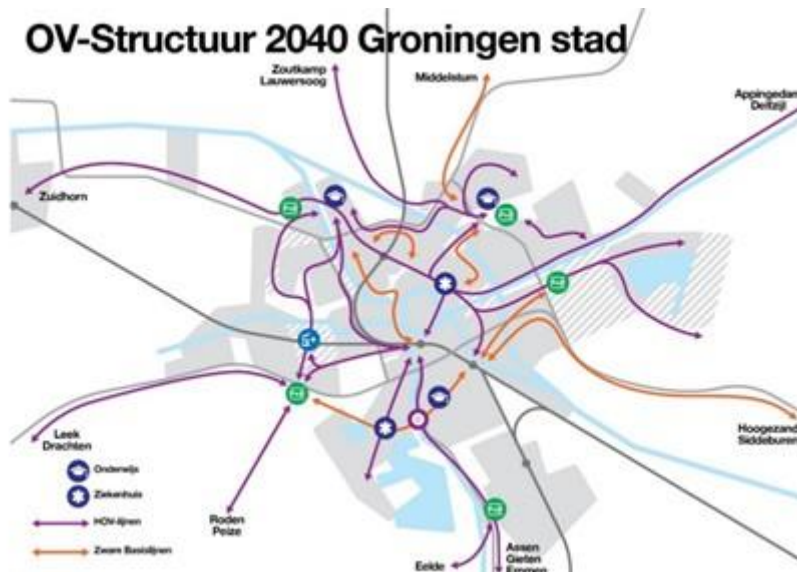 OV-Structuur 2040 Groningen stad
Zoutkamp
Lauwersoog
Middelstum
Appingedam
Delfzijl
Zuidhorn
Leek
Drachten
Hoogezand
Siddeburen
Onderwijs
Ziekenhuis
HOV-lijnen
Zware Basislijnen
Roden
Peize
Eelde
Assen
Gieten
Emmen